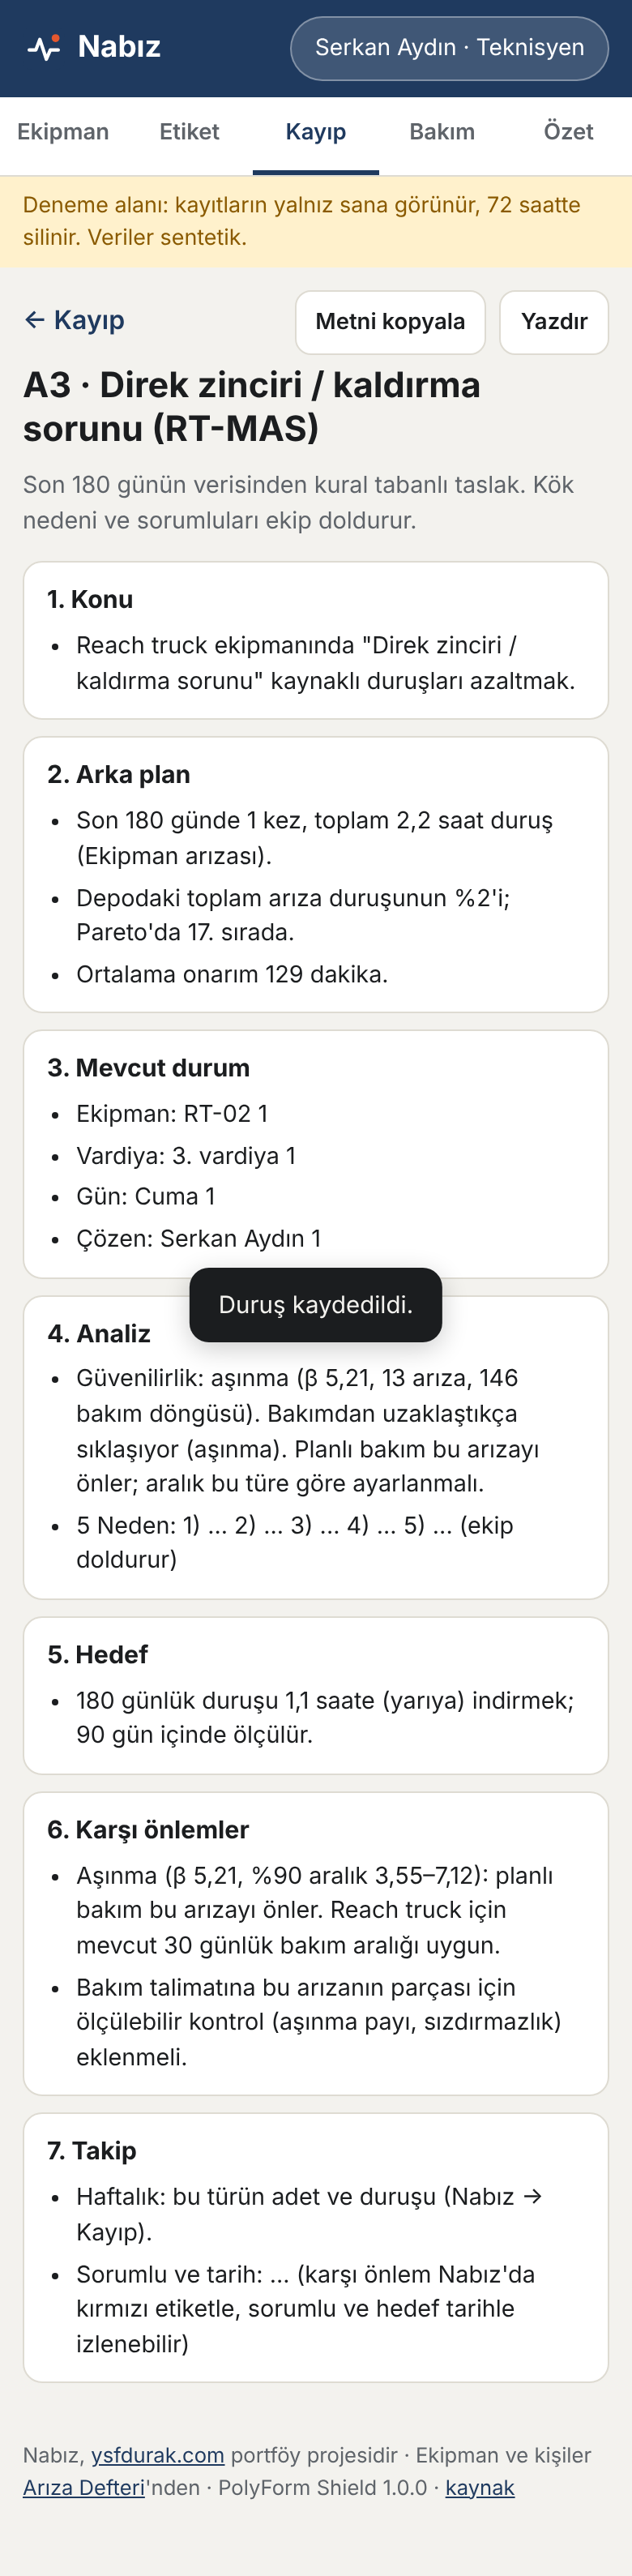 Nabız
Serkan Aydın · Teknisyen
Ekipman
Etiket
Kayıp
Bakım
Özet
Deneme alanı: kayıtların yalnız sana görünür, 72 saatte
silinir. Veriler sentetik.
← Kayıp
Metni kopyala
Yazdır
A3 · Direk zinciri / kaldırma
sorunu (RT-MAS)
Son 180 günün verisinden kural tabanlı taslak. Kök
nedeni ve sorumluları ekip doldurur.
1. Konu
• Reach truck ekipmanında "Direk zinciri /
kaldırma sorunu" kaynaklı duruşları azaltmak.
2. Arka plan
• Son 180 günde 1 kez, toplam 2,2 saat duruş
(Ekipman arızası).
• Depodaki toplam arıza duruşunun %2'i;
Pareto'da 17. sırada.
• Ortalama onarım 129 dakika.
3. Mevcut durum
• Ekipman: RT-02 1
• Vardiya: 3. vardiya 1
• Gün: Cuma 1
• Çözen: Serkan Aydın 1
Duruş kaydedildi.
4. Analiz
• Güvenilirlik: aşınma (β 5,21, 13 arıza, 146
bakım döngüsü). Bakımdan uzaklaştıkça
sıklaşıyor (aşınma). Planlı bakım bu arızayı
önler; aralık bu türe göre ayarlanmalı.
• 5 Neden: 1) … 2) … 3) … 4) … 5) … (ekip
doldurur)
5. Hedef
• 180 günlük duruşu 1,1 saate (yarıya) indirmek;
90 gün içinde ölçülür.
6. Karşı önlemler
• Aşınma (β 5,21, %90 aralık 3,55–7,12): planlı
bakım bu arızayı önler. Reach truck için
mevcut 30 günlük bakım aralığı uygun.
• Bakım talimatına bu arızanın parçası için
ölçülebilir kontrol (aşınma payı, sızdırmazlık)
eklenmeli.
7. Takip
• Haftalık: bu türün adet ve duruşu (Nabız →
Kayıp).
• Sorumlu ve tarih: … (karşı önlem Nabız'da
kırmızı etiketle, sorumlu ve hedef tarihle
izlenebilir)
Nabız, ysfdurak.com portföy projesidir · Ekipman ve kişiler
Arıza Defteri'nden · PolyForm Shield 1.0.0 · kaynak